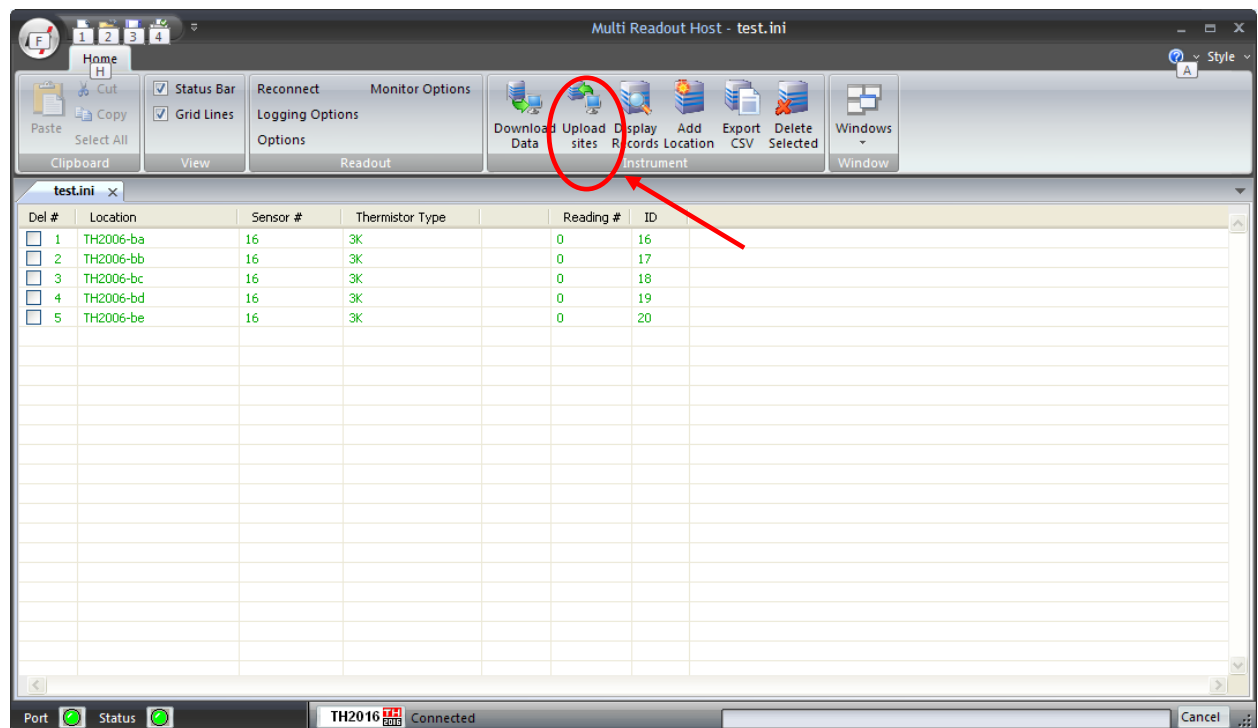 Multi Readout Host - test.ini
F 1 2 3 4
Home
H
Style
A
Paste
Cut
Copy
Select All
Clipboard
Status Bar
Grid Lines
View
Reconnect Monitor Options
Logging Options
Options
Readout
Download Data
Upload sites
Display Records
Add Location
Export CSV
Delete Selected
Instrument
Windows
Window
test.ini
Del # Location Sensor # Thermistor Type Reading # ID
1 TH2006-ba 16 3K 0 16
2 TH2006-bb 16 3K 0 17
3 TH2006-bc 16 3K 0 18
4 TH2006-bd 16 3K 0 19
5 TH2006-be 16 3K 0 20
Port Status TH2016 TH 2016 Connected Cancel